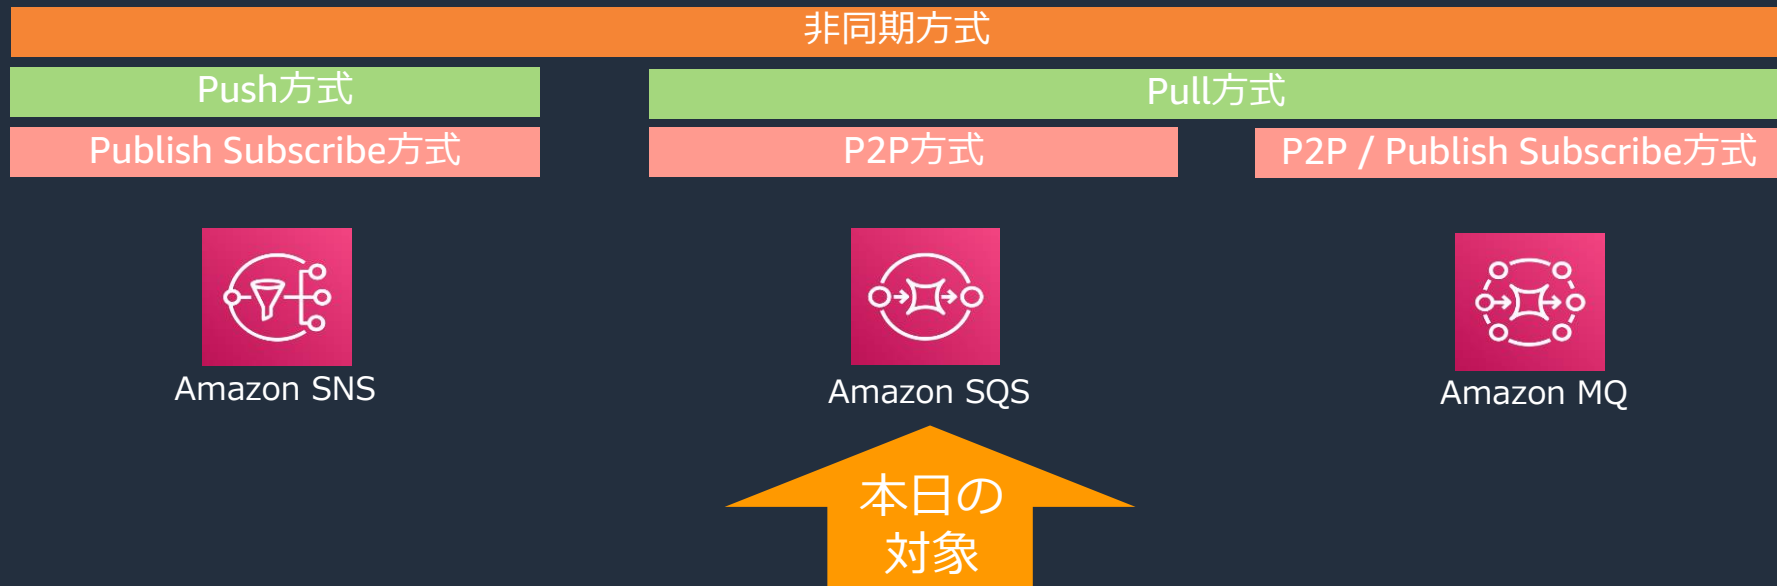 非同期方式
Push方式
Pull方式
Publish Subscribe方式
P2P方式
P2P / Publish Subscribe方式
Amazon SNS
Amazon SQS
Amazon MQ
本日の
対象